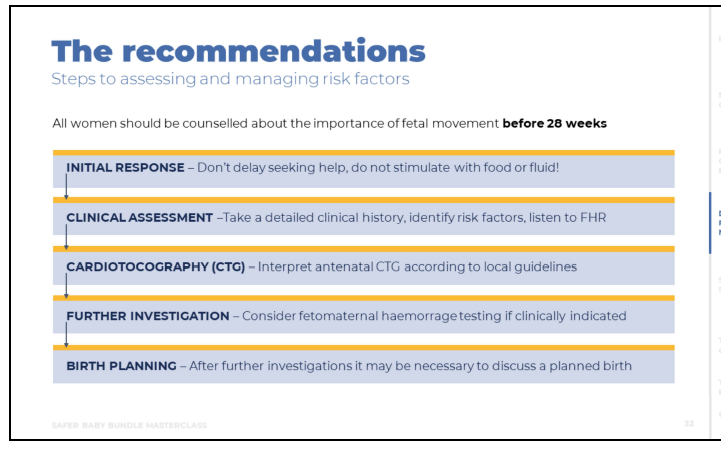 The recommendations
Steps to assessing and managing risk factors
All women should be counselled about the importance of fetal movement before 28 weeks
INITIAL RESPONSE – Don't delay seeking help, do not stimulate with food or fluid!
CLINICAL ASSESSMENT –Take a detailed clinical history, identify risk factors, listen to FHR
CARDIOTOCOGRAPHY (CTG) – Interpret antenatal CTG according to local guidelines
FURTHER INVESTIGATION – Consider fetomaternal haemorrage testing if clinically indicated
BIRTH PLANNING – After further investigations it may be necessary to discuss a planned birth
SAFER BABY BUNDLE MASTERCLASS